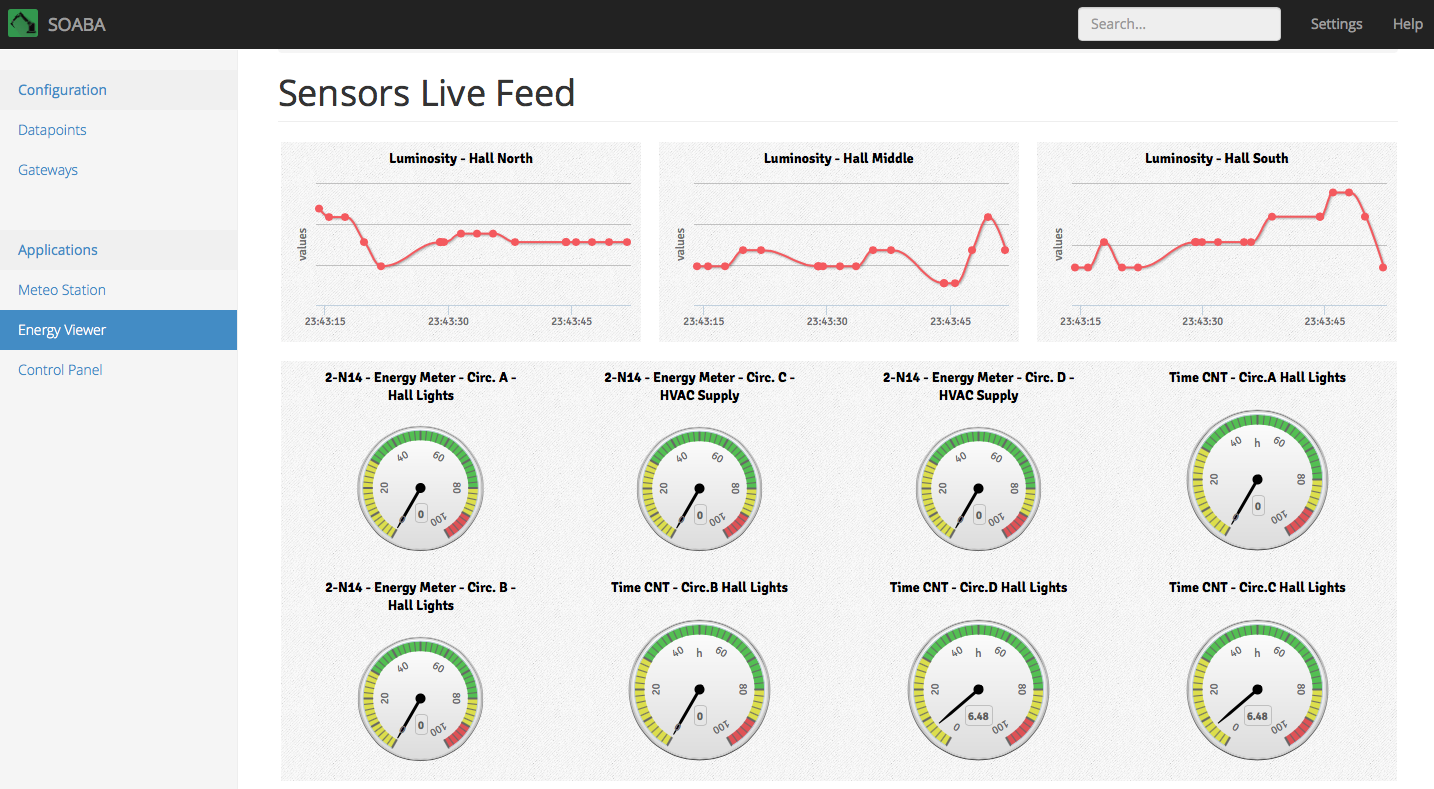 SOABA
Search...
Settings
Help
Configuration
Datapoints
Gateways
Applications
Meteo Station
Energy Viewer
Control Panel
Sensors Live Feed
Luminosity - Hall North
values
23:43:15
23:43:30
23:43:45
Luminosity - Hall Middle
values
23:43:15
23:43:30
23:43:45
Luminosity - Hall South
values
23:43:15
23:43:30
23:43:45
2-N14 - Energy Meter - Circ. A -
Hall Lights
0
20
40
60
80
100
0
2-N14 - Energy Meter - Circ. C -
HVAC Supply
0
20
40
60
80
100
0
2-N14 - Energy Meter - Circ. D -
HVAC Supply
0
20
40
60
80
100
0
Time CNT - Circ.A Hall Lights
0
20
40
h
60
80
100
0
2-N14 - Energy Meter - Circ. B -
Hall Lights
0
20
40
60
80
100
0
Time CNT - Circ.B Hall Lights
0
20
40
h
60
80
100
0
Time CNT - Circ.D Hall Lights
0
20
40
h
60
80
100
6.48
Time CNT - Circ.C Hall Lights
0
20
40
h
60
80
100
6.48